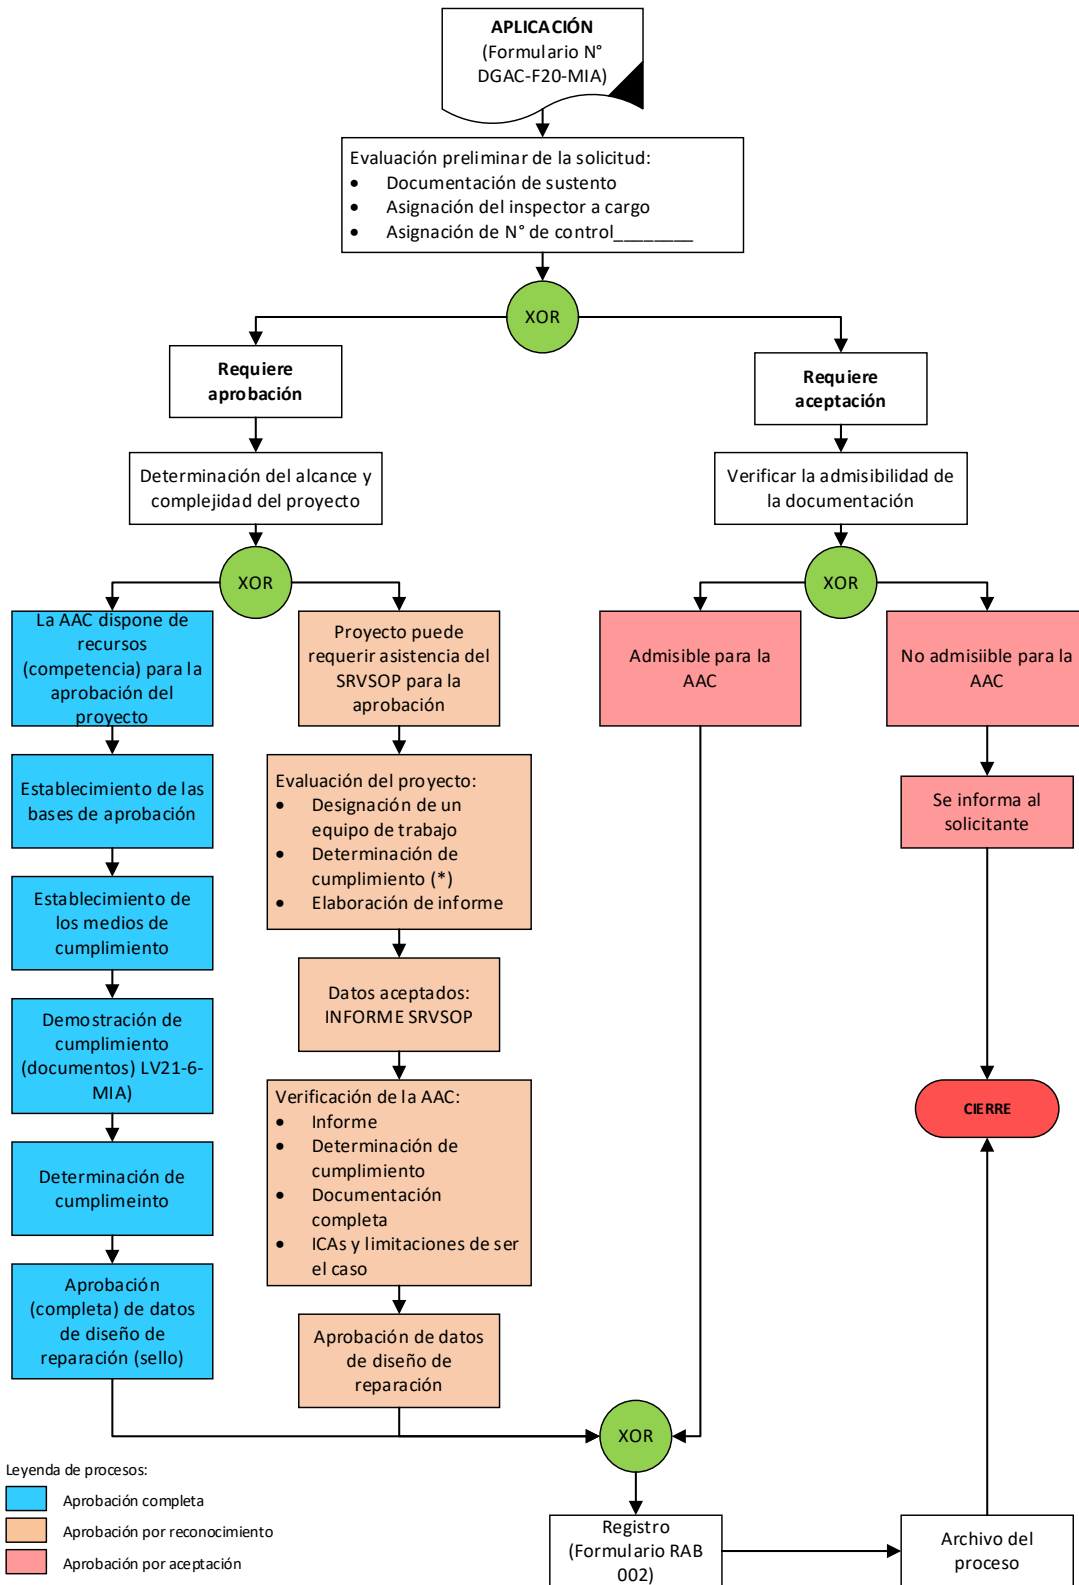 APLICACIÓN
(Formulario N°
DGAC-F20-MIA)
Evaluación preliminar de la solicitud:
• Documentación de sustento
• Asignación del inspector a cargo
• Asignación de N° de control________
XOR
Requiere
aprobación
Requiere
aceptación
Determinación del alcance y
complejidad del proyecto
Verificar la admisibilidad de
la documentación
XOR
XOR
La AAC dispone de
recursos
(competencia) para la
aprobación del
proyecto
Proyecto puede
requerir asistencia del
SRVSOP para la
aprobación
Admisible para la
AAC
No admisiible para la
AAC
Establecimiento de las
bases de aprobación
Evaluación del proyecto:
• Designación de un
equipo de trabajo
• Determinación de
cumplimiento (*)
• Elaboración de informe
Se informa al
solicitante
Establecimiento de
los medios de
cumplimiento
Datos aceptados:
INFORME SRVSOP
Demostración de
cumplimiento
(documentos) LV21-6-
MIA)
Verificación de la AAC:
• Informe
• Determinación de
cumplimiento
• Documentación
completa
• ICAs y limitaciones de ser
el caso
CIERRE
Determinación de
cumplimeinto
Aprobación
(completa) de datos
de diseño de
reparación (sello)
Aprobación de datos
de diseño de
reparación
XOR
Leyenda de procesos:
Aprobación completa
Aprobación por reconocimiento
Aprobación por aceptación
Registro
(Formulario RAB
002)
Archivo del
proceso